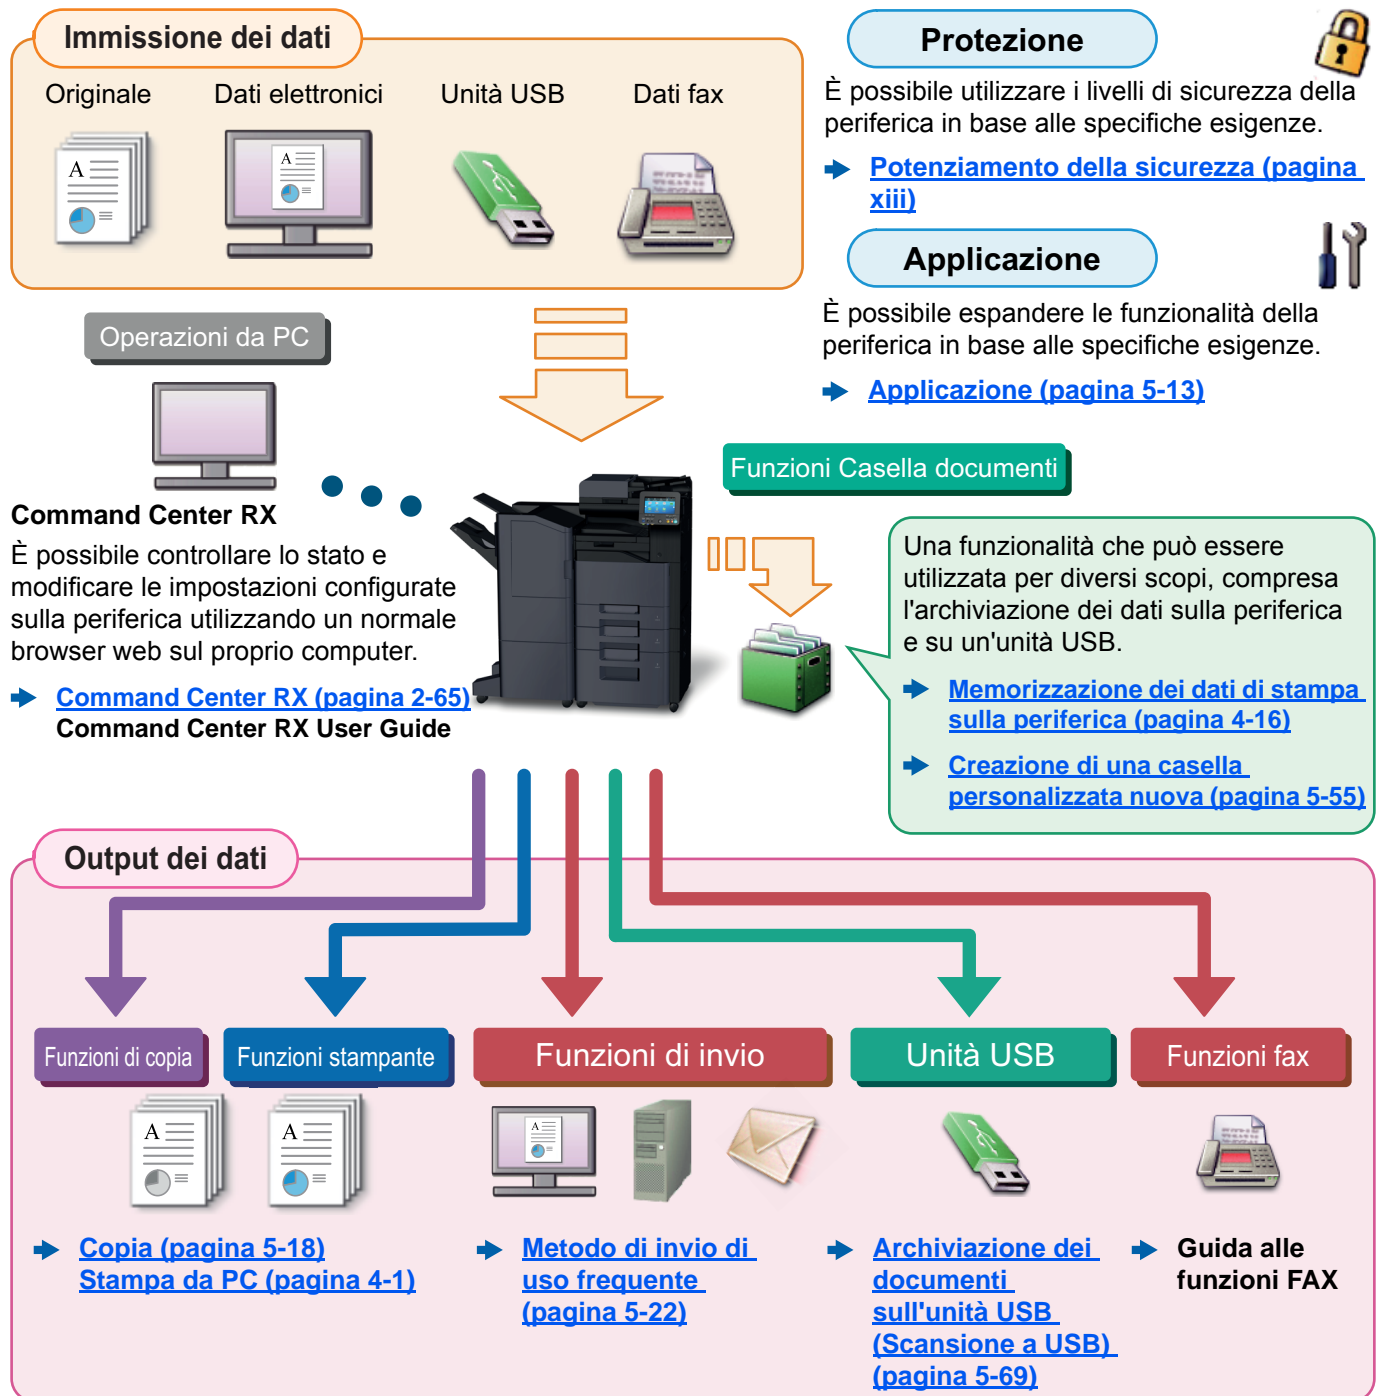 Immissione dei dati
Originale
Dati elettronici
Unità USB
Dati fax
Protezione
È possibile utilizzare i livelli di sicurezza della
periferica in base alle specifiche esigenze.
Potenziamento della sicurezza (pagina
xiii)
Applicazione
È possibile espandere le funzionalità della
periferica in base alle specifiche esigenze.
Applicazione (pagina 5-13)
Operazioni da PC
Command Center RX
È possibile controllare lo stato e
modificare le impostazioni configurate
sulla periferica utilizzando un normale
browser web sul proprio computer.
Command Center RX (pagina 2-65)
Command Center RX User Guide
Funzioni Casella documenti
Una funzionalità che può essere
utilizzata per diversi scopi, compresa
l'archiviazione dei dati sulla periferica
e su un'unità USB.
Memorizzazione dei dati di stampa
sulla periferica (pagina 4-16)
Creazione di una casella
personalizzata nuova (pagina 5-55)
Output dei dati
Funzioni di copia
Funzioni stampante
Funzioni di invio
Unità USB
Funzioni fax
Copia (pagina 5-18)
Stampa da PC (pagina 4-1)
Metodo di invio di
uso frequente
(pagina 5-22)
Archiviazione dei
documenti
sull'unità USB
(Scansione a USB)
(pagina 5-69)
Guida alle
funzioni FAX